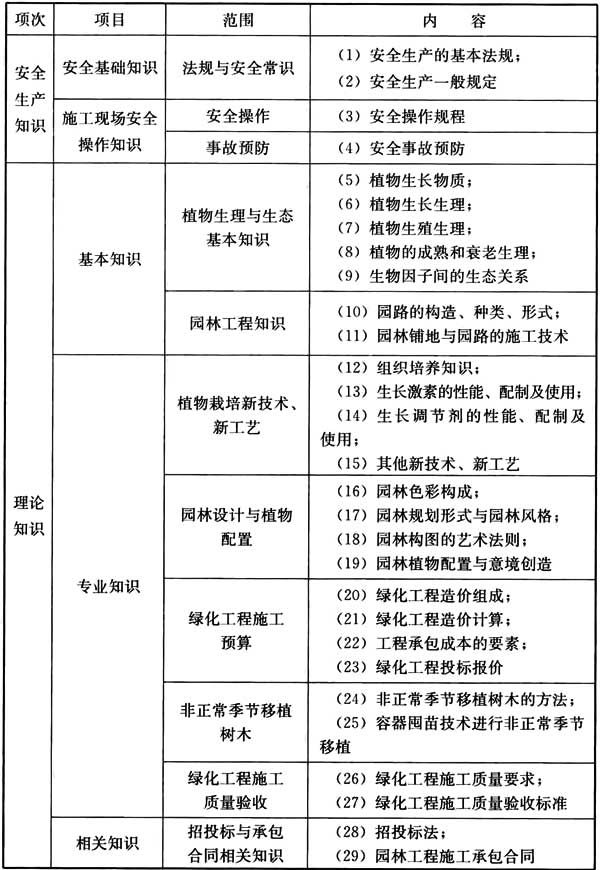 项次 项目 范围 内 容
安全
生产
知识
安全基础知识 法规与安全常识
(1) 安全生产的基本法规;
(2) 安全生产一般规定
施工现场安全
操作知识
安全操作 (3) 安全操作规程
事故预防 (4) 安全事故预防
理论
知识
基本知识
植物生理与生态
基本知识
(5) 植物生长物质;
(6) 植物生长生理;
(7) 植物生殖生理;
(8) 植物的成熟和衰老生理;
(9) 生物因子间的生态关系
园林工程知识
(10) 园路的构造、种类、形式;
(11) 园林铺地与园路的施工技术
专业知识
植物栽培新技术、
新工艺
(12) 组织培养知识;
(13) 生长激素的性能、配制及使用;
(14) 生长调节剂的性能、配制及
使用;
(15) 其他新技术、新工艺
园林设计与植物
配置
(16) 园林色彩构成;
(17) 园林规划形式与园林风格;
(18) 园林构图的艺术法则;
(19) 园林植物配置与意境创造
绿化工程施工
预算
(20) 绿化工程造价组成;
(21) 绿化工程造价计算;
(22) 工程承包成本的要素;
(23) 绿化工程投标报价
非正常季节移植
树木
(24) 非正常季节移植树木的方法;
(25) 容器囤苗技术进行非正常季节
移植
绿化工程施工
质量验收
(26) 绿化工程施工质量要求;
(27) 绿化工程施工质量验收标准
相关知识
招投标与承包
合同相关知识
(28) 招投标法;
(29) 园林工程施工承包合同